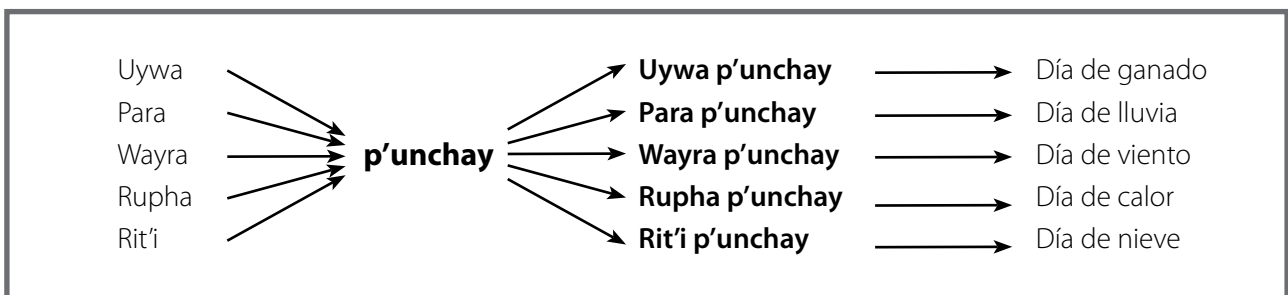 Uywa
Para
Wayra
Rupha
Rit’i
p’unchay
Uywa p’unchay
Para p’unchay
Wayra p’unchay
Rupha p’unchay
Rit’i p’unchay
Día de ganado
Día de lluvia
Día de viento
Día de calor
Día de nieve